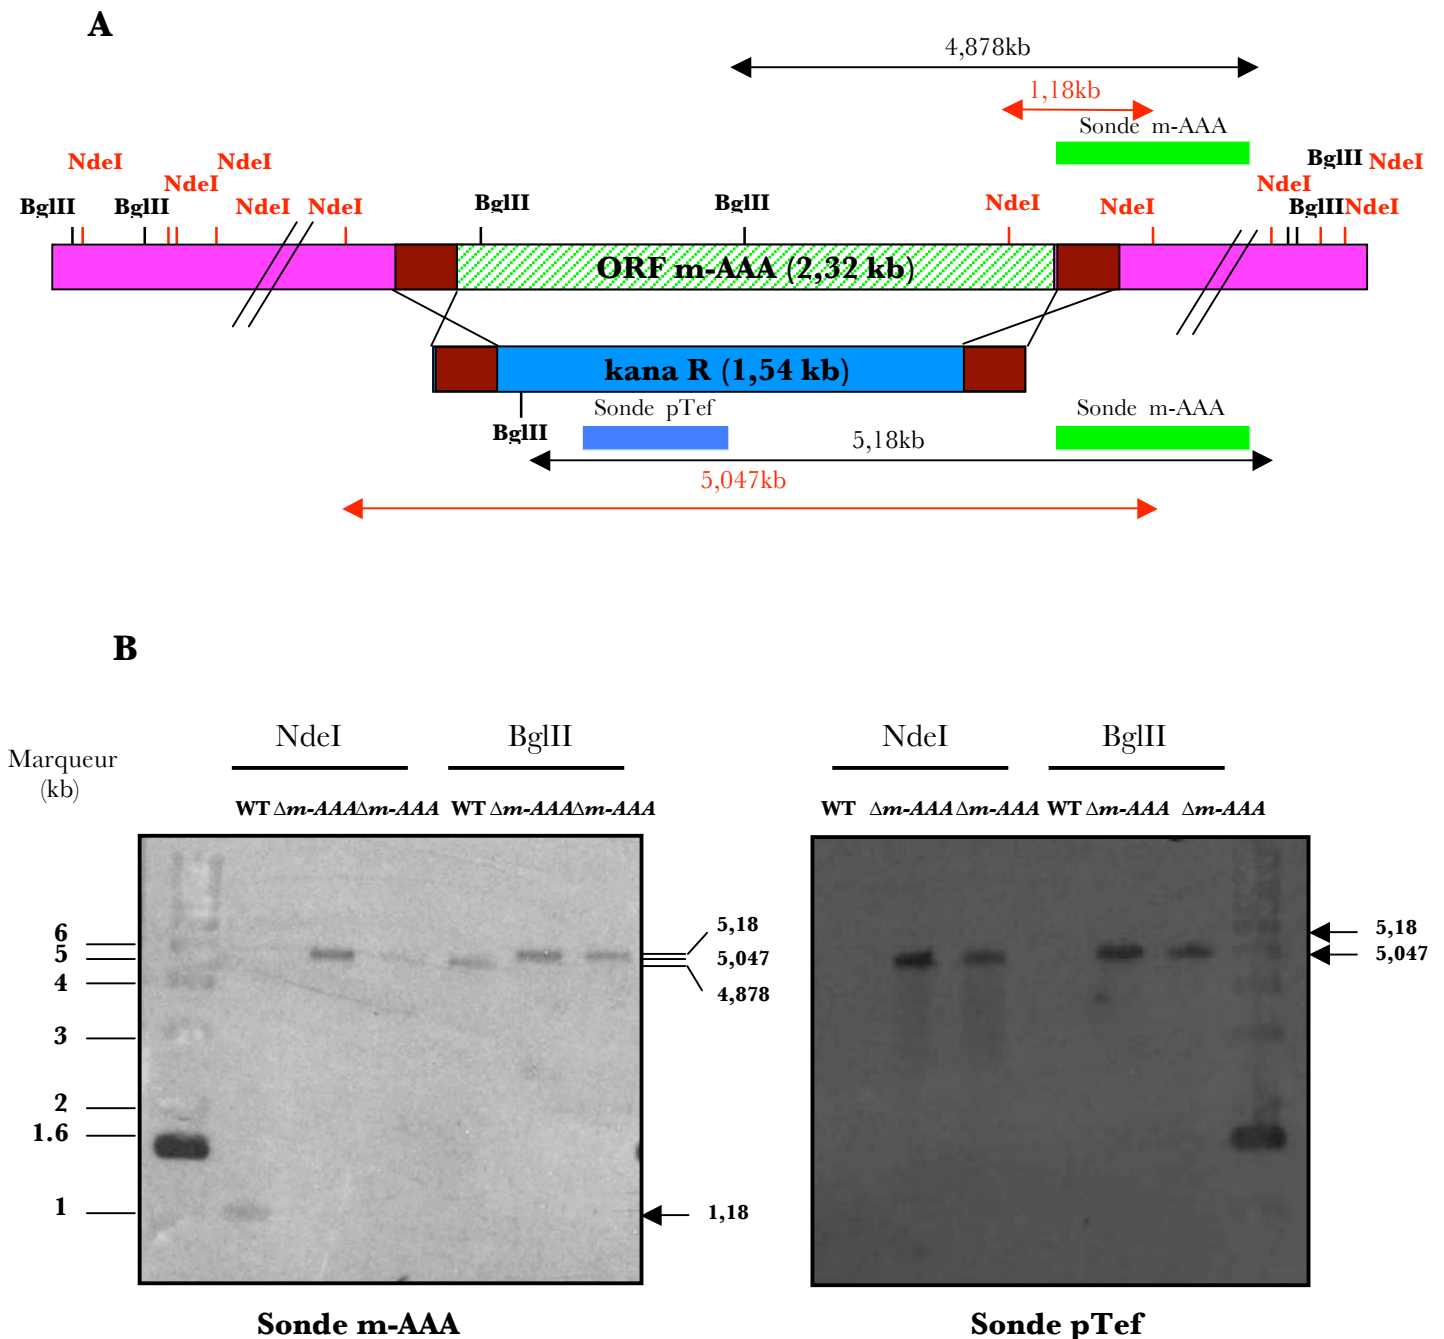 A
4,878kb
1,18kb
Sonde m-AAA
NdeI NdeI BglII NdeI
NdeI NdeI
BglII BglII NdeI NdeI BglII BglII NdeI NdeI BglII NdeI
ORF m-AAA (2,32 kb)
kana R (1,54 kb)
Sonde pTef Sonde m-AAA
BglII 5,18kb
5,047kb
B
NdeI BglII NdeI BglII
Marqueur
(kb)
WT Δm-AAA Δm-AAA WT Δm-AAA Δm-AAA WT Δm-AAA Δm-AAA WT Δm-AAA Δm-AAA
6
5
4
3
2
1.6
1
5,18
5,047
4,878
1,18
5,18
5,047
Sonde m-AAA Sonde pTef